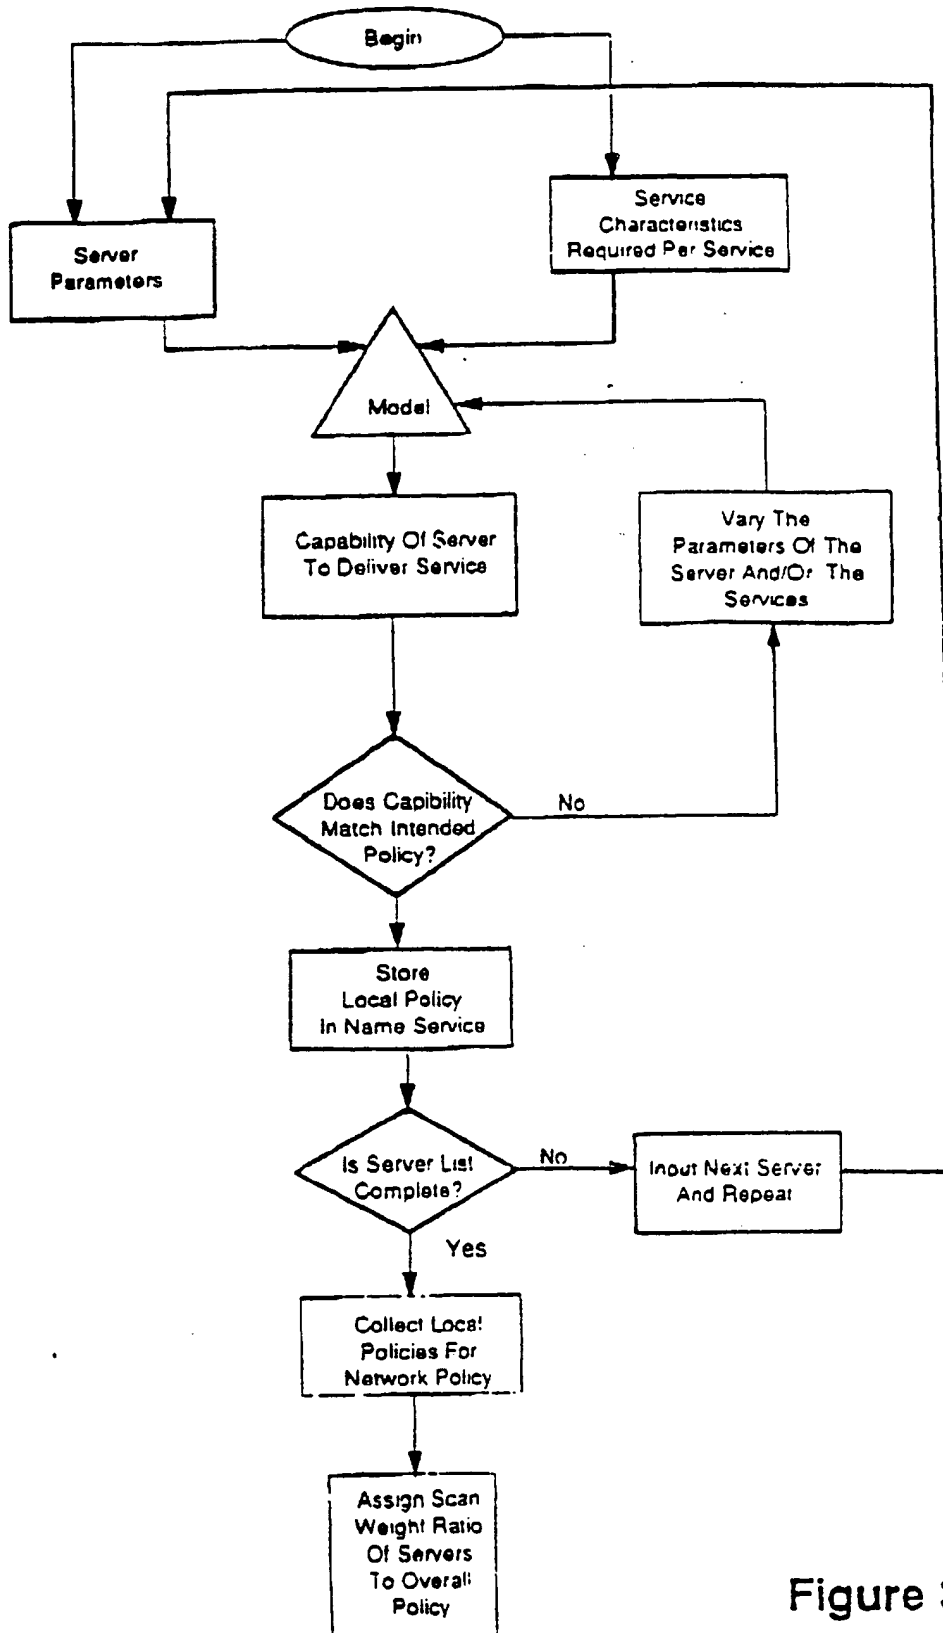 Begin
Service
Characteristics
Required Per Service
Server
Parameters
Model
Capability Of Server
To Deliver Service
Vary The
Parameters Of The
Server And/Or The
Services
Does Capibility
Match Intended
Policy?
No
Store
Local Policy
In Name Service
Is Server List
Complete?
No
Input Next Server
And Repeat
Yes
Collect Local
Policies For
Network Policy
Assign Scan
Weight Ratio
Of Servers
To Overall
Policy
Figure